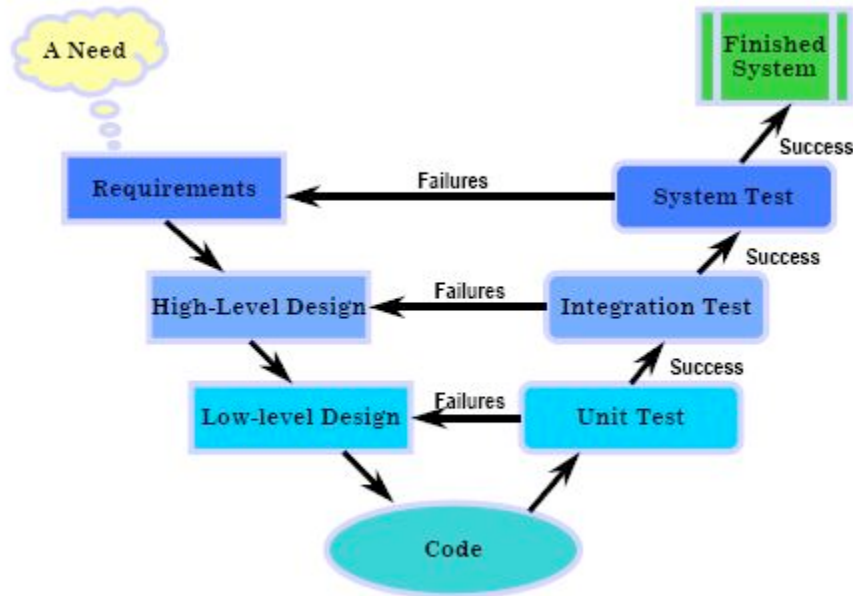 A Need
Finished
System
Success
Requirements
Failures
System Test
Success
High-Level Design
Failures
Integration Test
Success
Low-level Design
Failures
Unit Test
Code